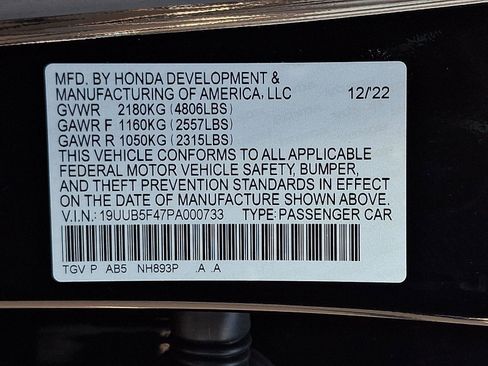 MFD. BY HONDA DEVELOPMENT &
MANUFACTURING OF AMERICA, LLC 12/'22
GVWR 2180KG (4806LBS)
GAWR F 1160KG (2557LBS)
GAWR R 1050KG (2315LBS)
THIS VEHICLE CONFORMS TO ALL APPLICABLE
FEDERAL MOTOR VEHICLE SAFETY, BUMPER,
AND THEFT PREVENTION STANDARDS IN EFFECT
ON THE DATE OF MANUFACTURE SHOWN ABOVE.
V.I.N.: 19UUB5F47PA000733 TYPE: PASSENGER CAR
TGV P AB5 NH893P .A .A